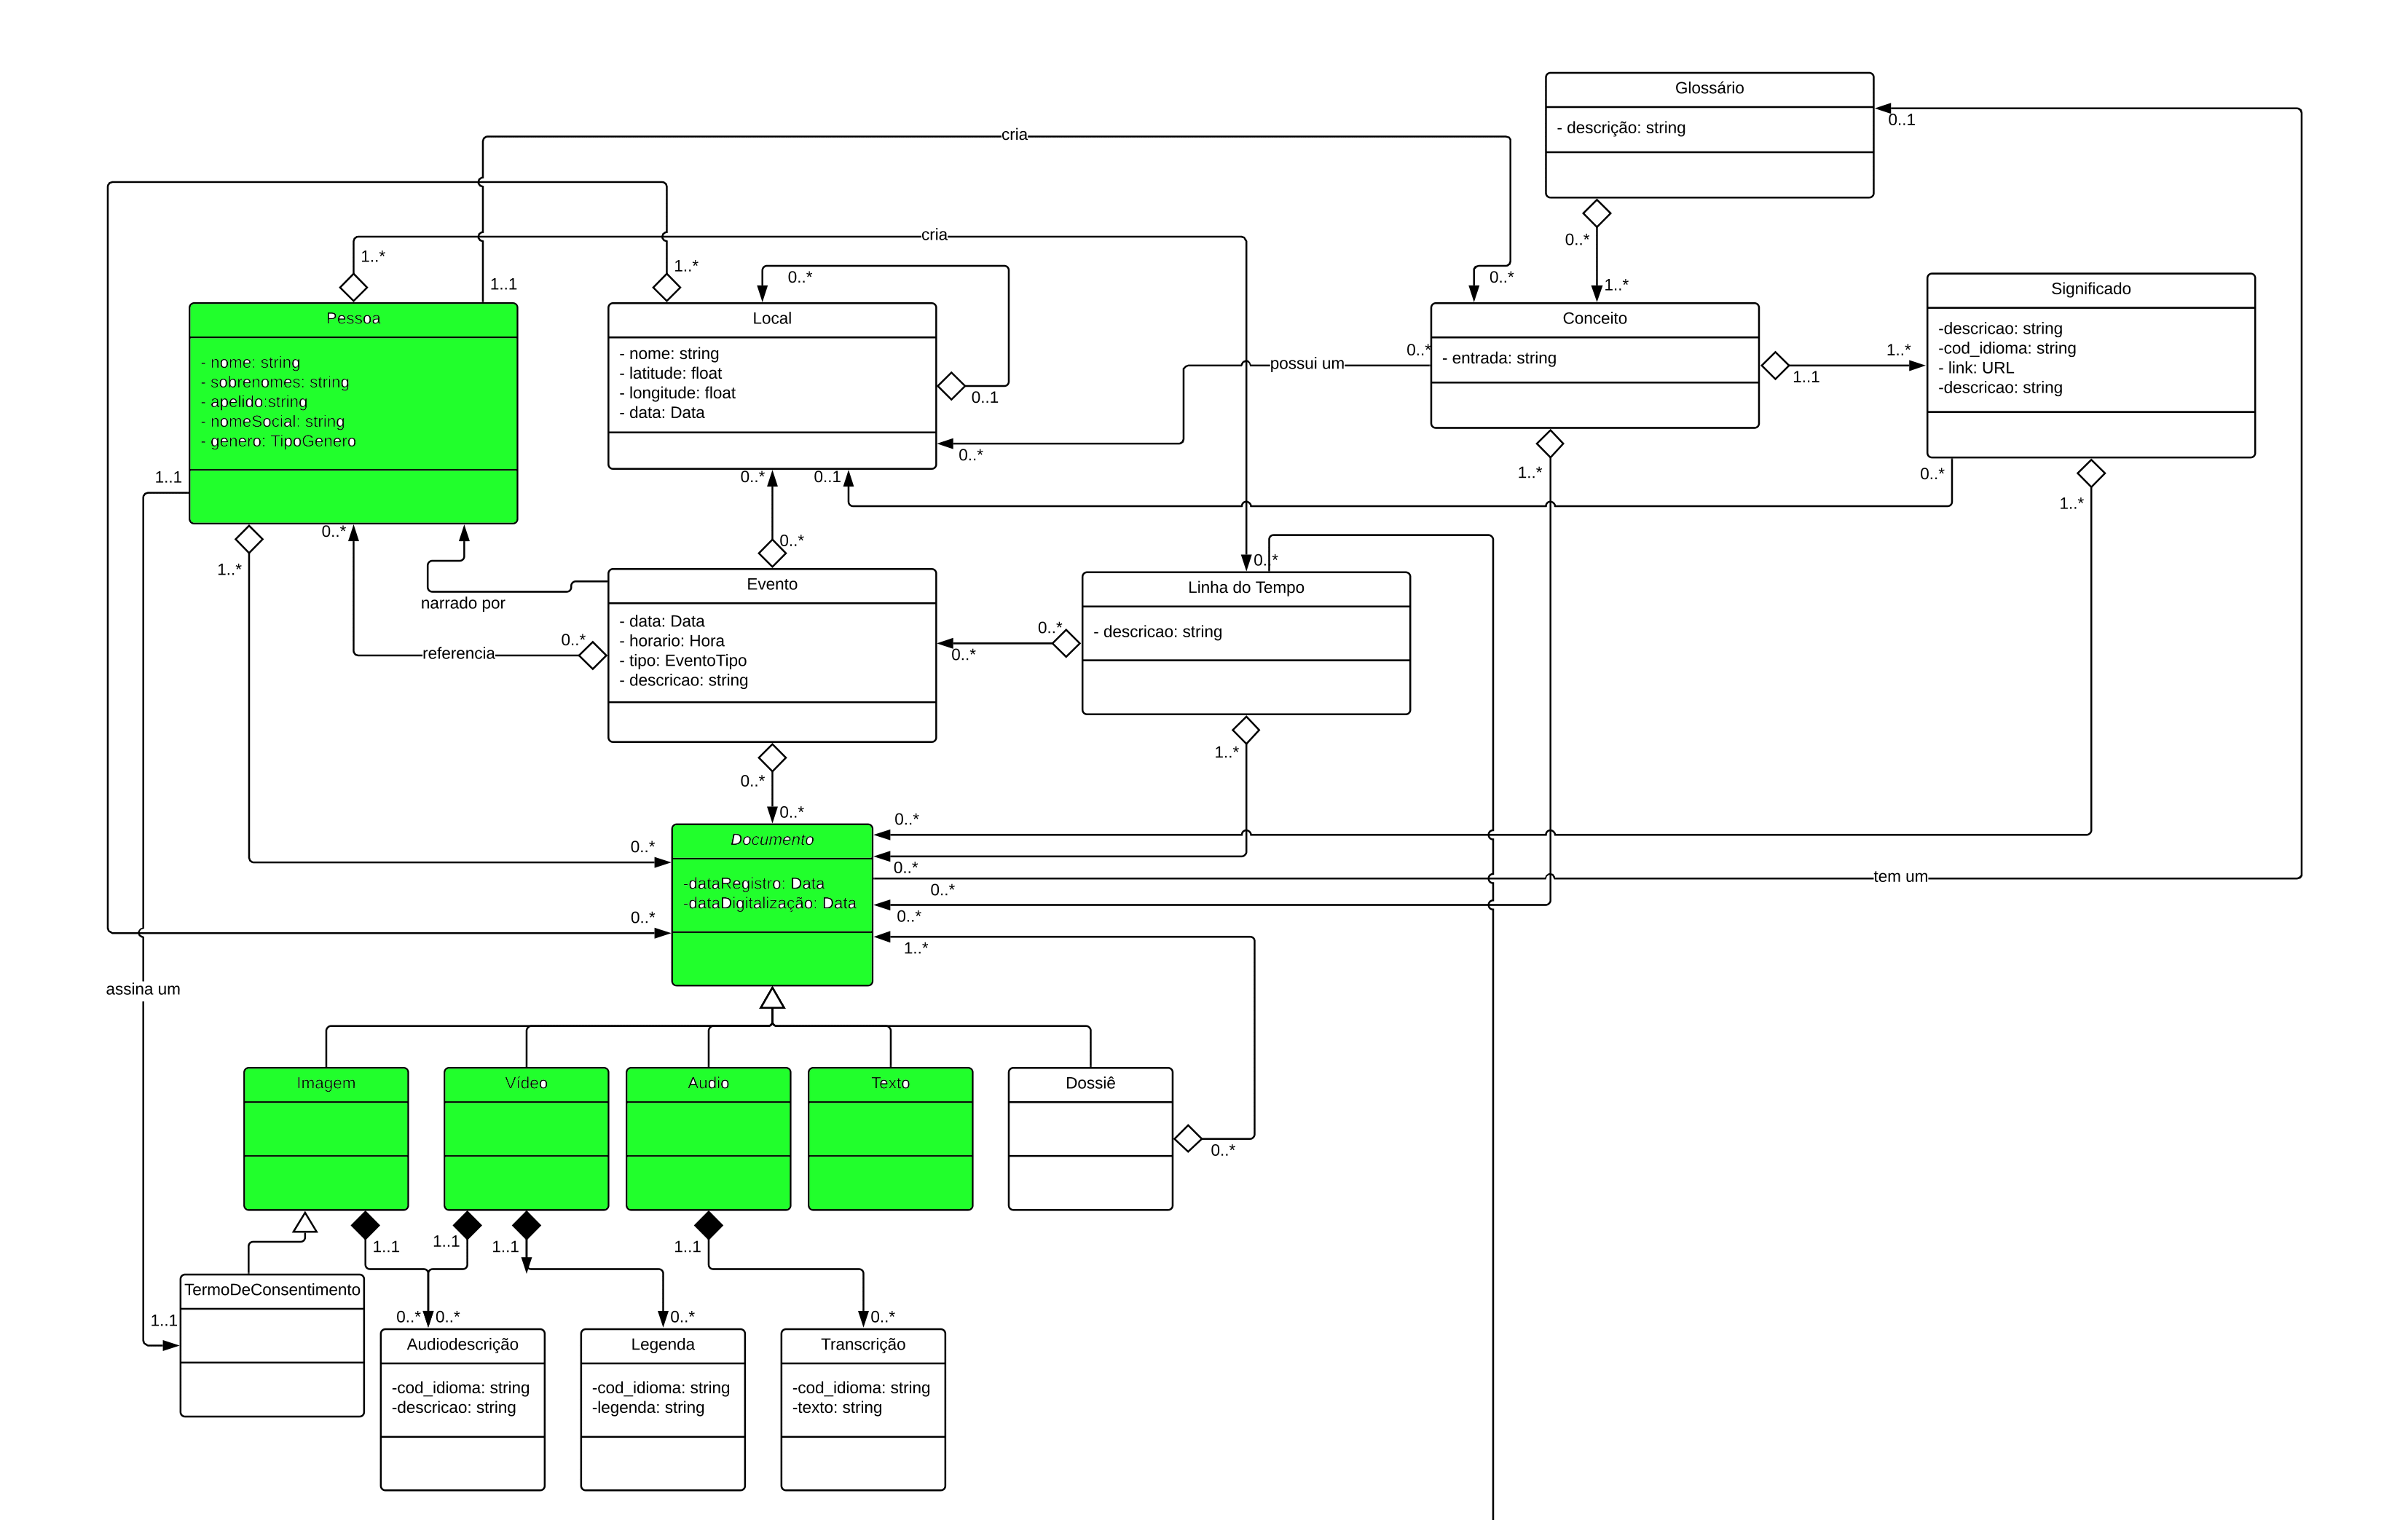 Glossário
- descrição: string
0..1
cria
0..*
1..*
cria
1..*
1..*
0..*
1..1
0..*
Pessoa
- nome: string
- sobrenomes: string
- apelido:string
- nomeSocial: string
- genero: TipoGenero
Local
- nome: string
- latitude: float
- longitude: float
- data: Data
0..1
possui um
0..*
0..*
Conceito
- entrada: string
1..1
1..*
Significado
-descricao: string
-cod_idioma: string
- link: URL
-descricao: string
1..1
0..*
0..*
0..1
1..*
0..*
1..*
1..*
narrado por
0..*
referencia
0..*
Evento
- data: Data
- horario: Hora
- tipo: EventoTipo
- descricao: string
0..*
0..*
0..*
Linha do Tempo
- descricao: string
0..*
1..*
0..*
0..*
0..*
0..*
Documento
-dataRegistro: Data
-dataDigitalização: Data
0..*
0..*
tem um
0..*
0..*
1..*
assina um
Imagem
Vídeo
Audio
Texto
Dossiê
0..*
1..1
1..1
1..1
1..1
TermoDeConsentimento
1..1
0..*
0..*
0..*
0..*
Audiodescrição
-cod_idioma: string
-descricao: string
Legenda
-cod_idioma: string
-legenda: string
Transcrição
-cod_idioma: string
-texto: string